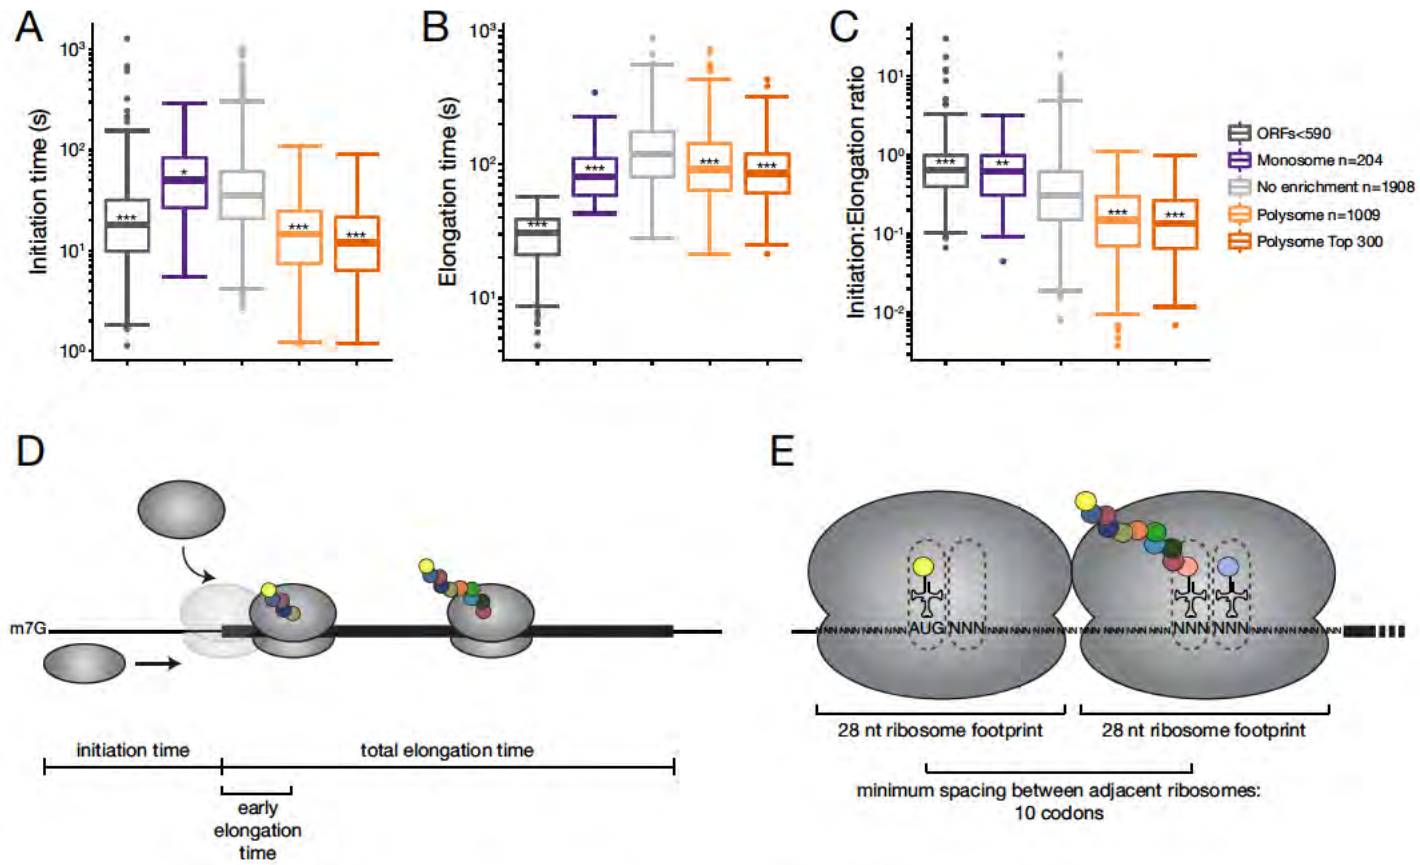 A
B
C
Initiation time (s)
10³
10²
10¹
10⁰
***
*
***
***
Elongation time (s)
10³
10²
10¹
***
***
***
***
Initiation:Elongation ratio
10¹
10⁰
10⁻¹
10⁻²
***
**
***
***
ORFs<590
Monosome n=204
No enrichment n=1908
Polysome n=1009
Polysome Top 300
D
E
m7G
initiation time
total elongation time
early
elongation
time
NNN NNN NNN NNN AUG NNN NNN NNN NNN NNN NNN NNN NNN NNN NNN NNN NNN NNN NNN
28 nt ribosome footprint
28 nt ribosome footprint
minimum spacing between adjacent ribosomes:
10 codons